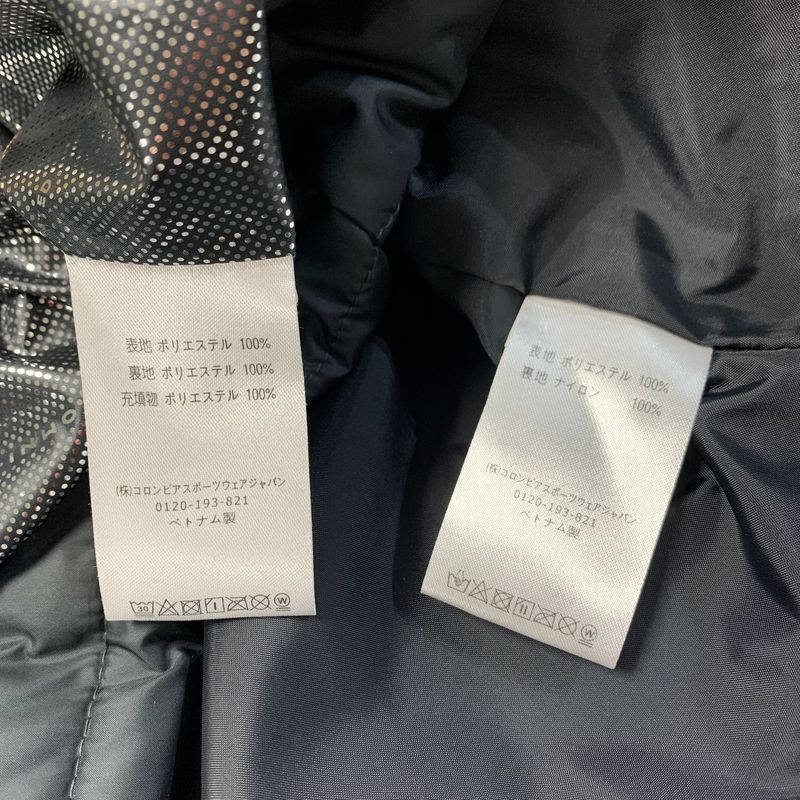 表地 ポリエステル 100%
裏地 ポリエステル 100%
充填物 ポリエステル 100%
(株)コロンビアスポーツウェアジャパン
0120-193-821
ベトナム製
30
W
表地 ポリエステル 100%
裏地 ナイロン 100%
(株)コロンビアスポーツウェアジャパン
0120-193-821
ベトナム製
W